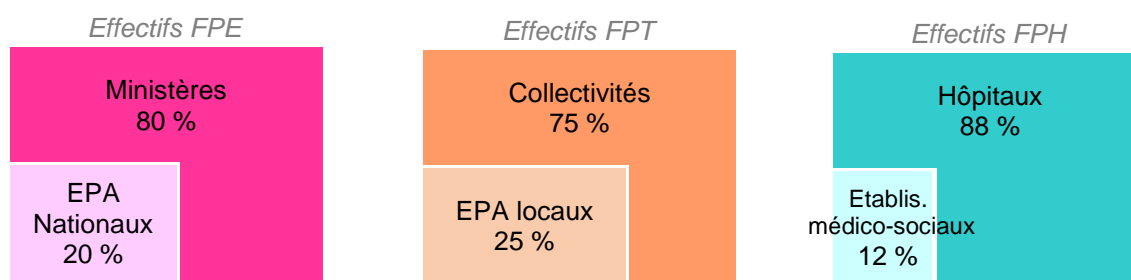 Effectifs FPE
Ministères
80 %
EPA
Nationaux
20 %
Effectifs FPT
Collectivités
75 %
EPA locaux
25 %
Effectifs FPH
Hôpitaux
88 %
Etablis.
médico-sociaux
12 %